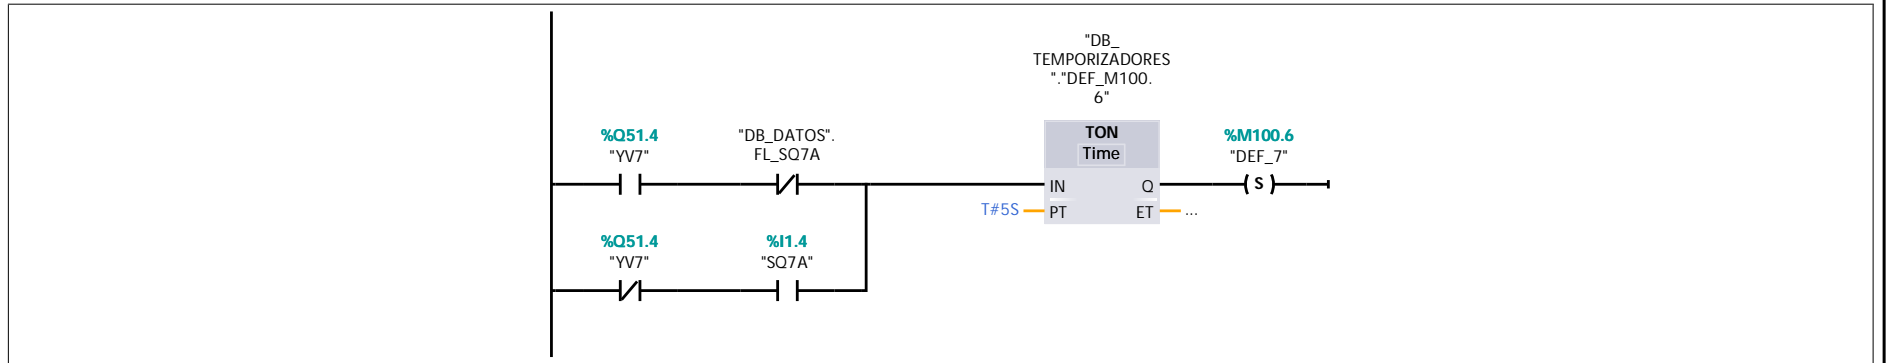 "DB_
TEMPORIZADORES
"."DEF_M100.
6"
%Q51.4
"YV7"
"DB_DATOS".
FL_SQ7A
TON
Time
%M100.6
"DEF_7"
IN
Q
S
T#5S
PT
ET
...
%Q51.4
"YV7"
%I1.4
"SQ7A"